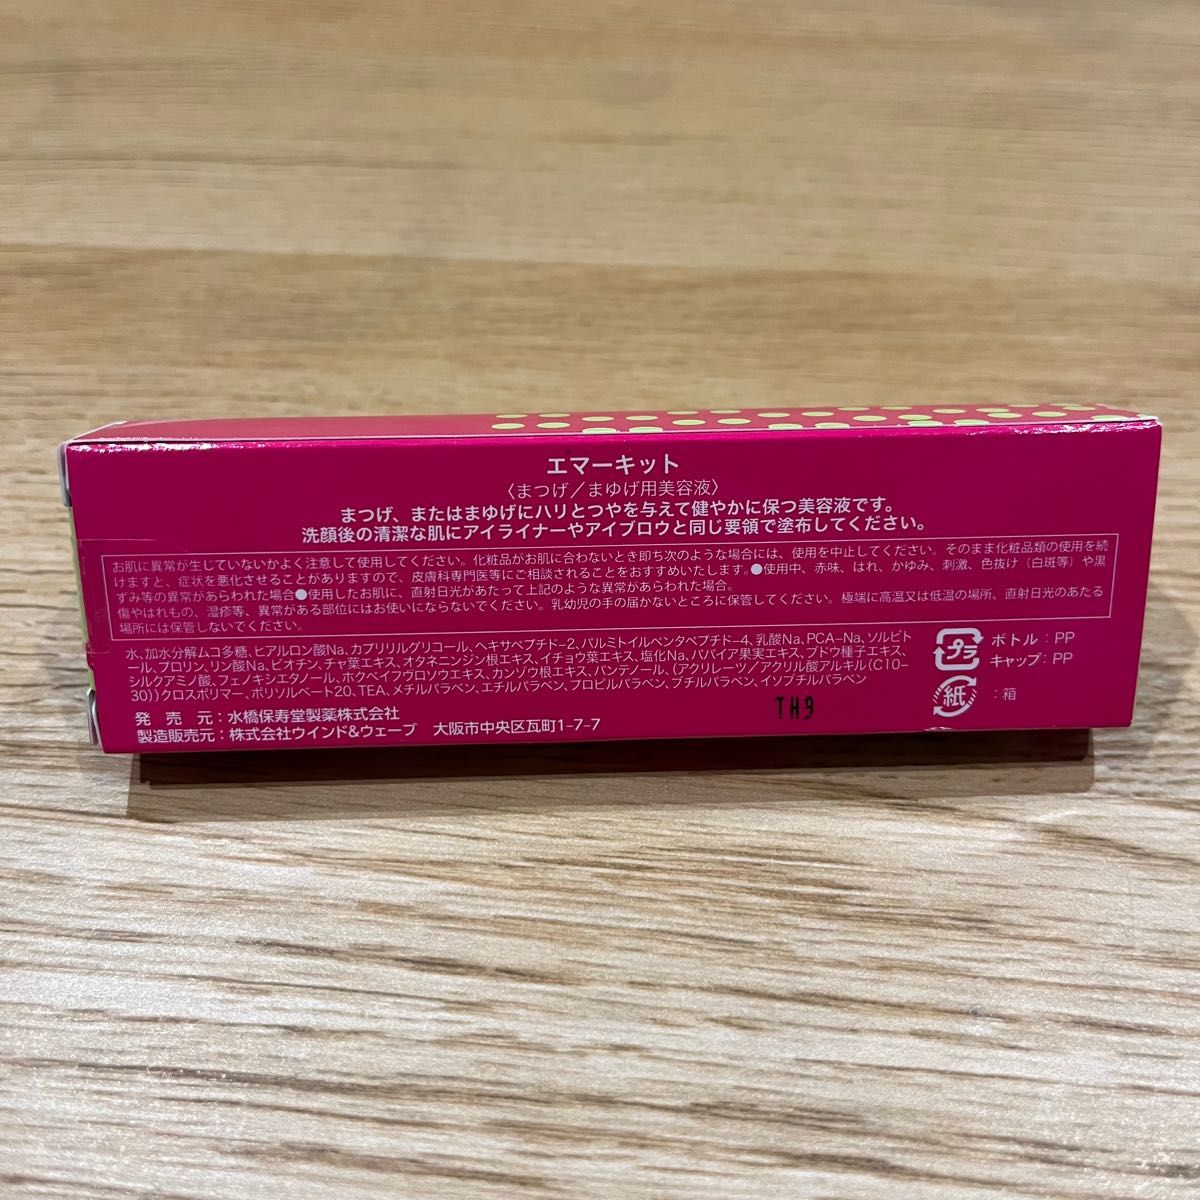 エマーキット
〈まつげ／まゆげ用美容液〉
まつげ、またはまゆげにハリとつやを与えて健やかに保つ美容液です。
洗顔後の清潔な肌にアイライナーやアイブロウと同じ要領で塗布してください。
お肌に異常が生じていないかよく注意して使用してください。化粧品がお肌に合わないとき即ち次のような場合には、使用を中止してください。そのまま化粧品類の使用を続
けますと、症状を悪化させることがありますので、皮膚科専門医等にご相談されることをおすすめいたします。●使用中、赤味、はれ、かゆみ、刺激、色抜け（白斑等）や黒
ずみ等の異常があらわれた場合●使用したお肌に、直射日光があたって上記のような異常があらわれた場合。
傷やはれもの、湿疹等、異常がある部位にはお使いにならないでください。乳幼児の手の届かないところに保管してください。極端に高温又は低温の場所、直射日光のあたる
場所には保管しないでください。
水、加水分解ムコ多糖、ヒアルロン酸Na、カプリリルグリコール、ヘキサペプチド-2、パルミトイルペンタペプチド-4、乳酸Na、PCA-Na、ソルビト
ール、プロリン、リン酸Na、ビオチン、チャ葉エキス、オタネニンジン根エキス、イチョウ葉エキス、塩化Na、パパイア果実エキス、ブドウ種子エキス、
シルクアミノ酸、フェノキシエタノール、ホクベイフウロソウエキス、カンゾウ根エキス、パンテノール、（アクリレーツ／アクリル酸アルキル（C10-
30））クロスポリマー、ポリソルベート20、TEA、メチルパラベン、エチルパラベン、プロピルパラベン、ブチルパラベン、イソブチルパラベン
プラ
ボトル：PP
キャップ：PP
紙
：箱
発売元：水橋保寿堂製薬株式会社
製造販売元：株式会社ウインド&ウェーブ 大阪市中央区瓦町1-7-7
TH9